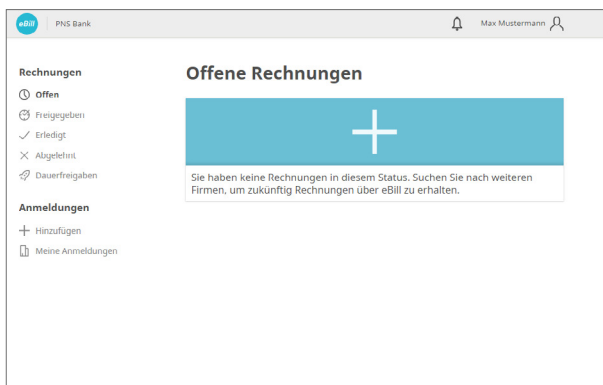 eBill PNS Bank Max Mustermann
Rechnungen
Offen
Freigegeben
Erledigt
Abgelehnt
Dauerfreigaben
Anmeldungen
Hinzufügen
Meine Anmeldungen
Offene Rechnungen
Sie haben keine Rechnungen in diesem Status. Suchen Sie nach weiteren
Firmen, um zukünftig Rechnungen über eBill zu erhalten.